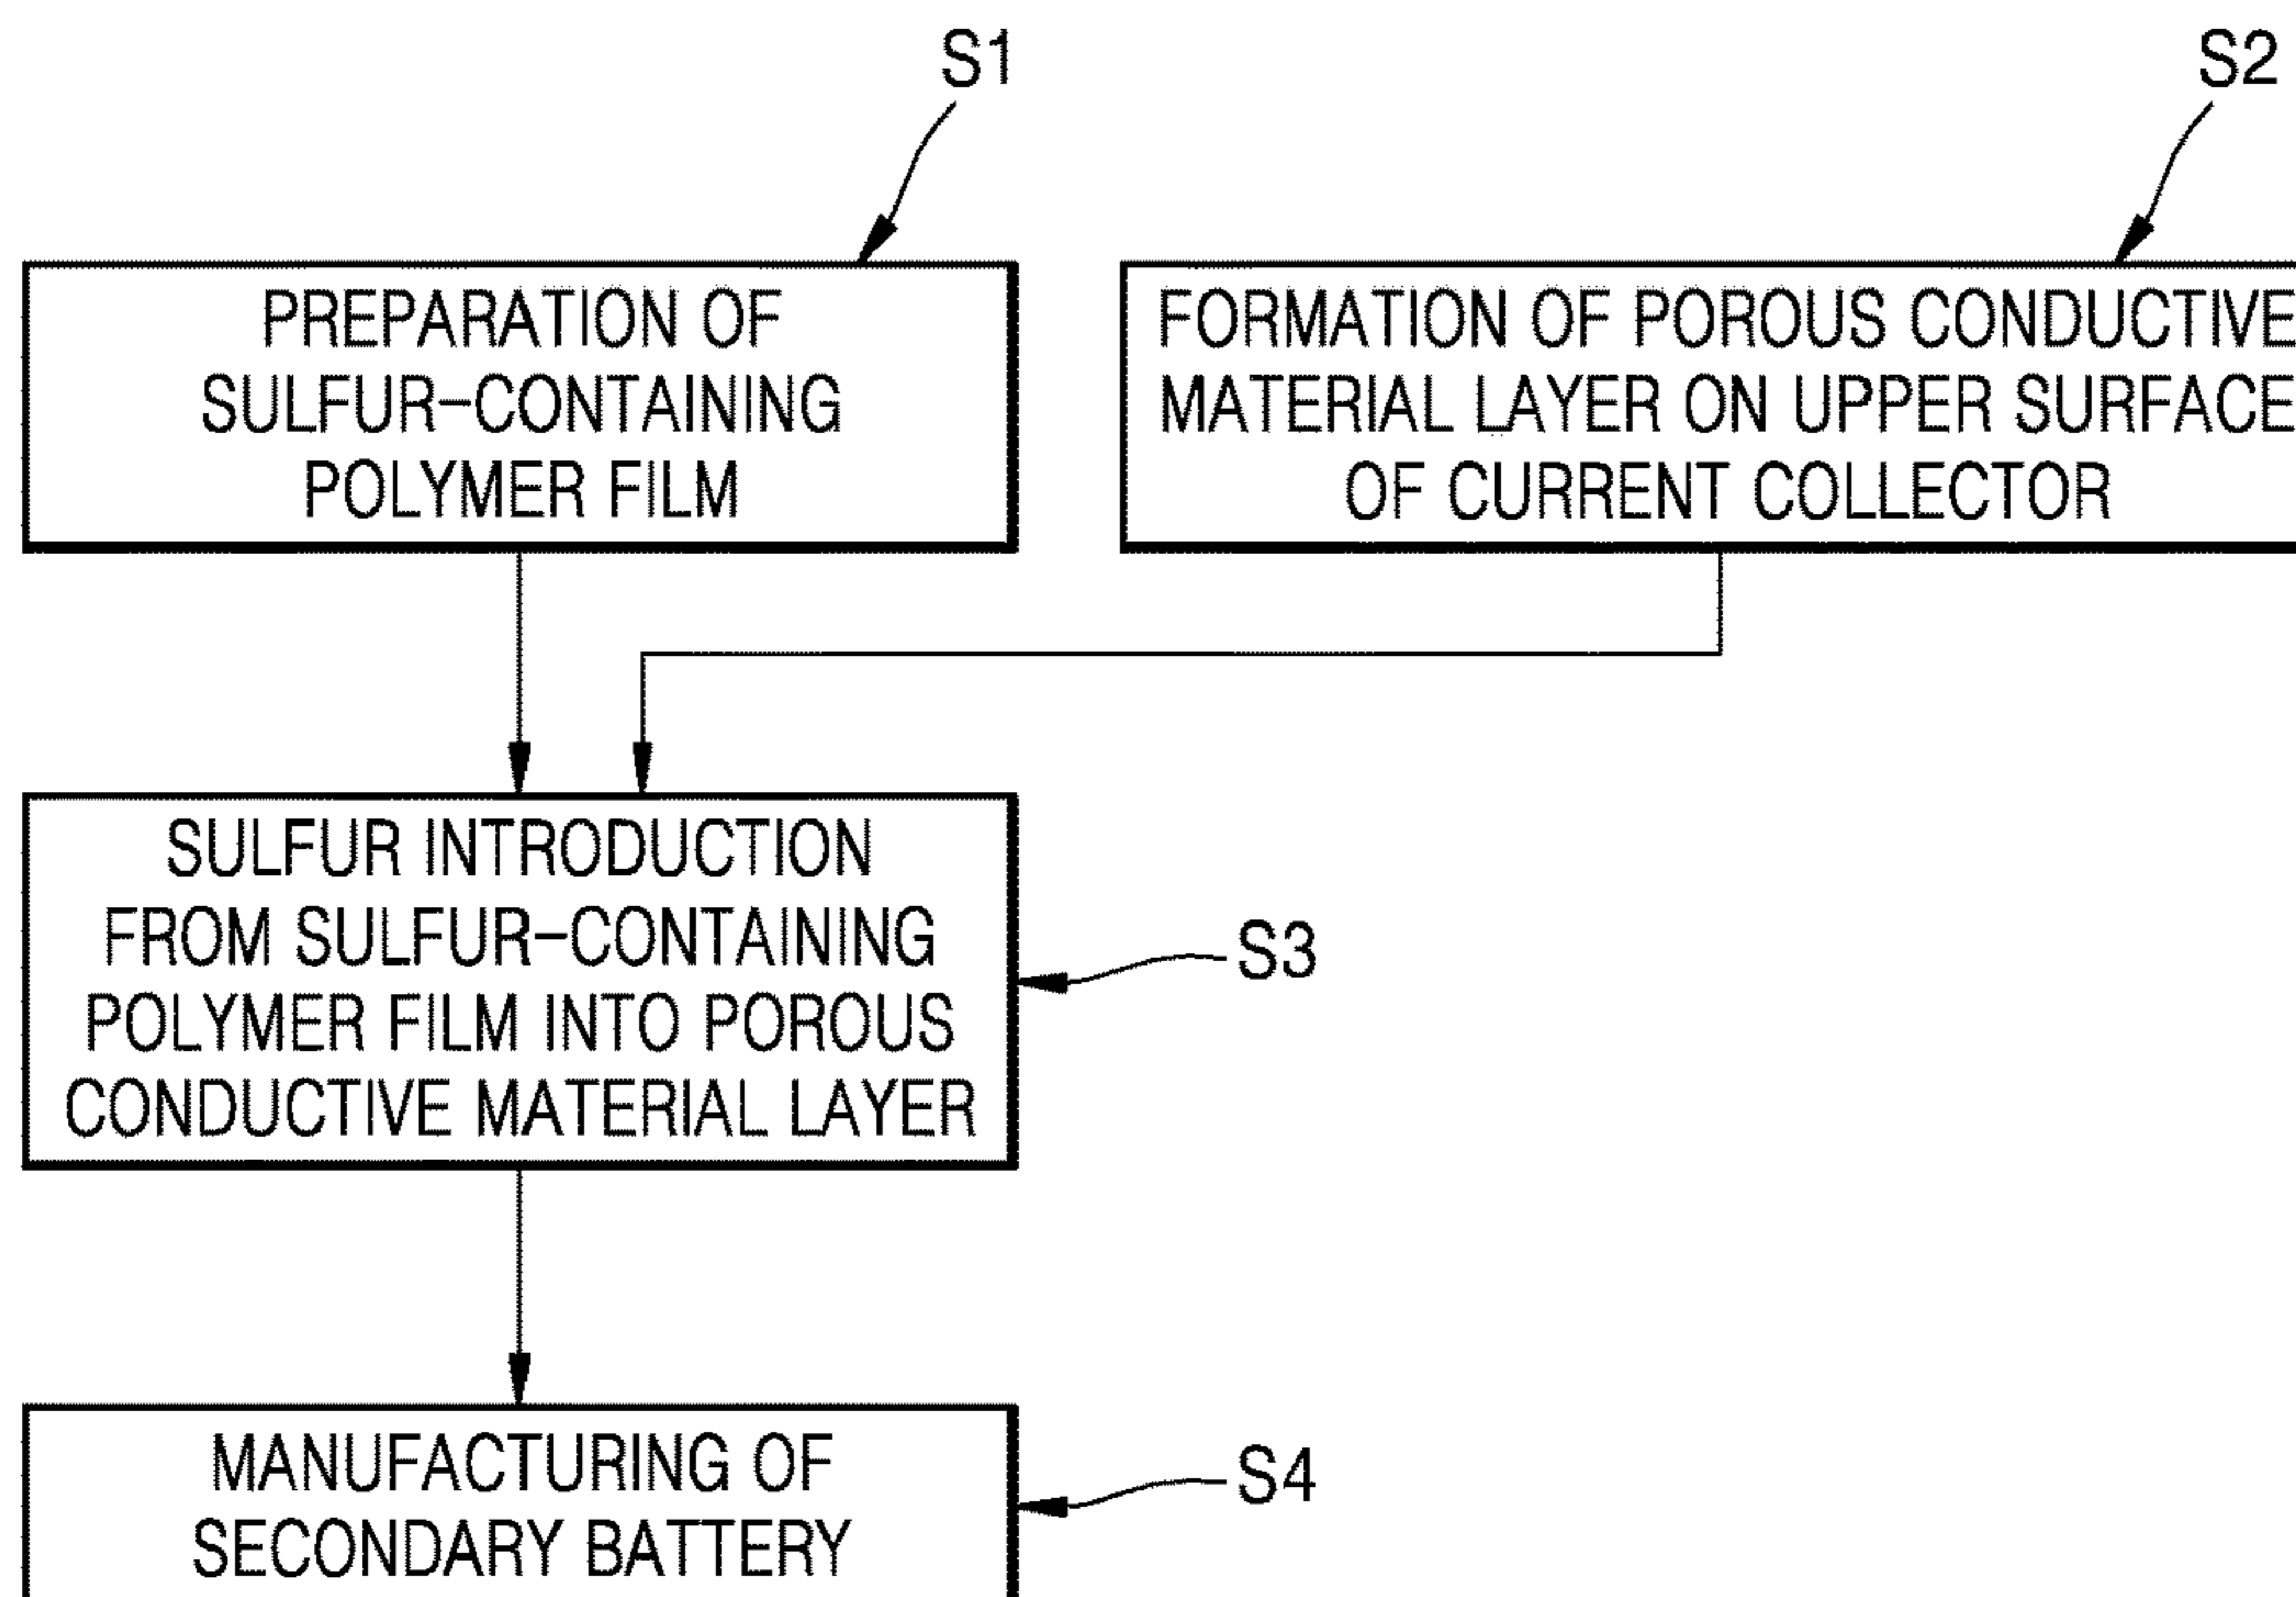 S1
S2
PREPARATION OF
SULFUR-CONTAINING
POLYMER FILM
FORMATION OF POROUS CONDUCTIVE
MATERIAL LAYER ON UPPER SURFACE
OF CURRENT COLLECTOR
SULFUR INTRODUCTION
FROM SULFUR-CONTAINING
POLYMER FILM INTO POROUS
CONDUCTIVE MATERIAL LAYER
S3
MANUFACTURING OF
SECONDARY BATTERY
S4